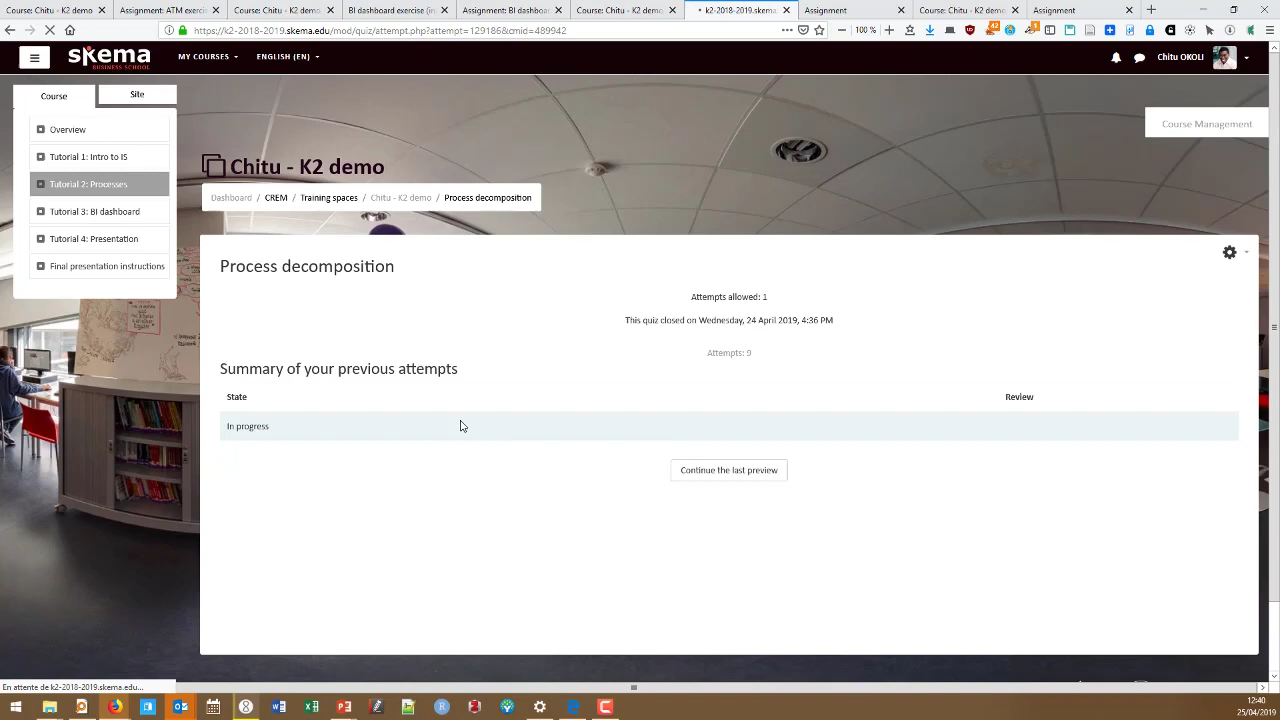 Assignment: ATM exerci
Course: Chitu - K2 demo
BI dashboard exercise (in
Assignment: BI dashboar
Course: Chitu - K2 demo
k2-2018-2019.skema.
Assignment
Course: Chitu - K2 demo
Assignment
https://k2-2018-2019.skema.edu/mod/quiz/attempt.php?attempt=129186&cmid=489942
100%
42
1
skema
BUSINESS SCHOOL
MY COURSES
ENGLISH (EN)
Chitu OKOLI
Course
Site
Course Management
Overview
Tutorial 1: Intro to IS
Tutorial 2: Processes
Tutorial 3: BI dashboard
Tutorial 4: Presentation
Final presentation instructions
Chitu - K2 demo
Dashboard / CREM / Training spaces / Chitu - K2 demo / Process decomposition
Process decomposition
Attempts allowed: 1
This quiz closed on Wednesday, 24 April 2019, 4:36 PM
Attempts: 9
Summary of your previous attempts
State
Review
In progress
Continue the last preview
En attente de k2-2018-2019.skema.edu...
12:40
25/04/2019